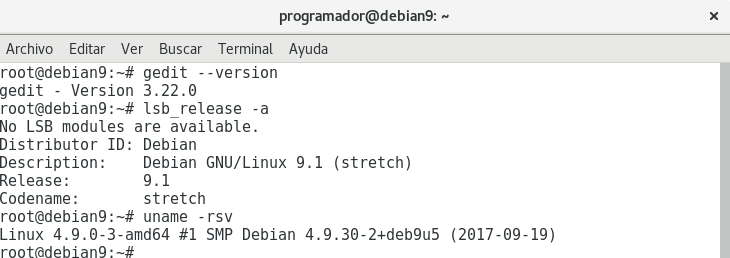 programador@debian9: ~
×
Archivo Editar Ver Buscar Terminal Ayuda
root@debian9:~# gedit --version
gedit - Version 3.22.0
root@debian9:~# lsb_release -a
No LSB modules are available.
Distributor ID: Debian
Description:    Debian GNU/Linux 9.1 (stretch)
Release:        9.1
Codename:       stretch
root@debian9:~# uname -rsv
Linux 4.9.0-3-amd64 #1 SMP Debian 4.9.30-2+deb9u5 (2017-09-19)
root@debian9:~#